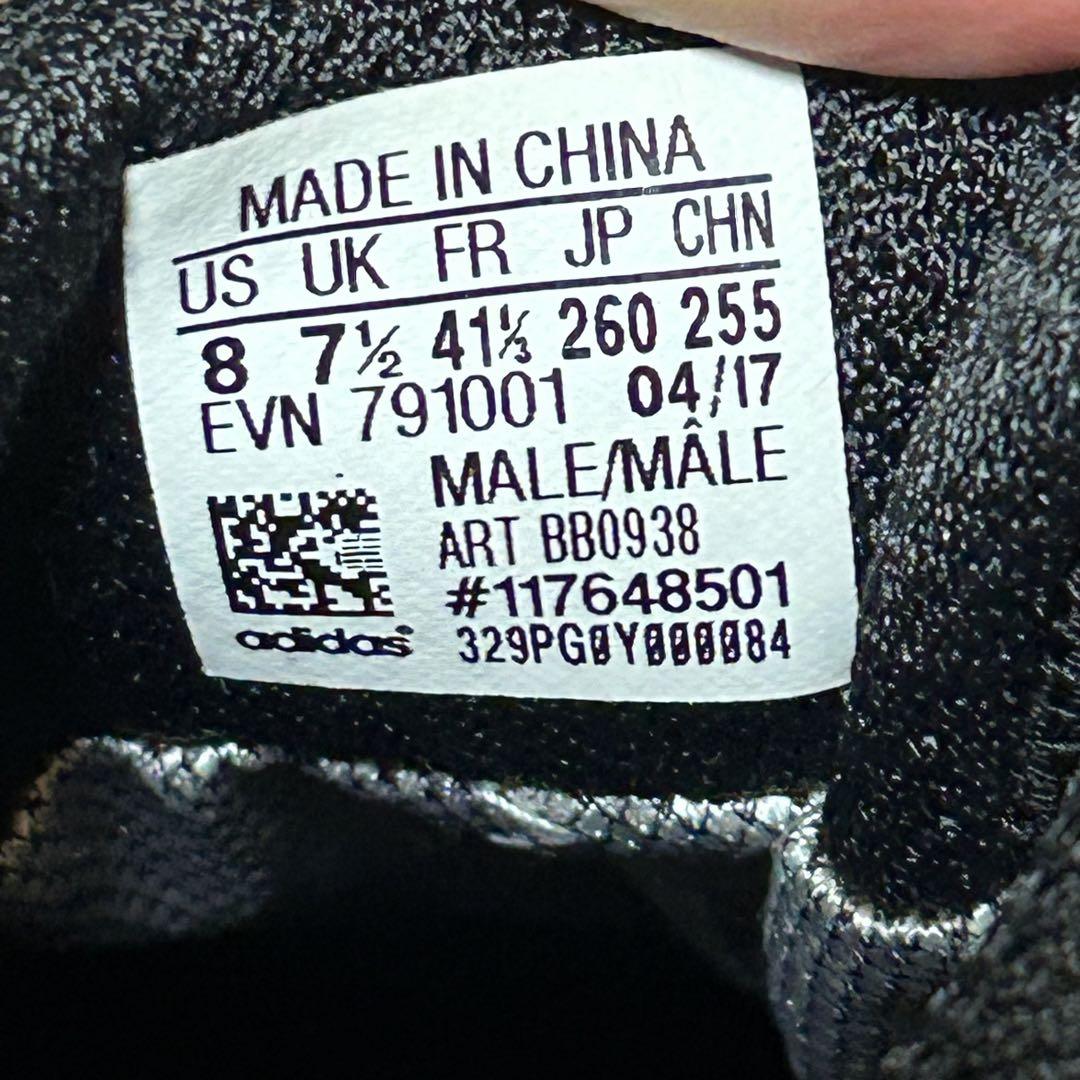 MADE IN CHINA
US UK FR JP CHN
8 7½ 41⅓ 260 255
EVN 791001 04/17
MALE/MÂLE
ART BB0938
#117648501
adidas® 329PG0Y000084